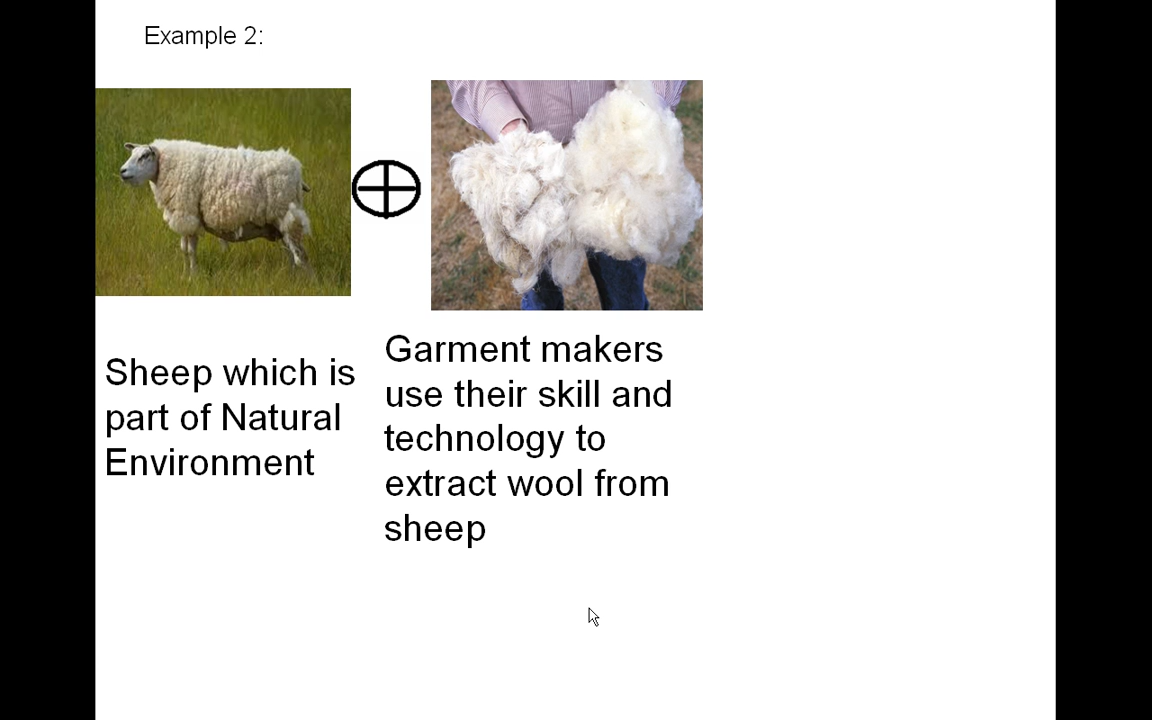 Example 2:
Sheep which is
part of Natural
Environment
Garment makers
use their skill and
technology to
extract wool from
sheep